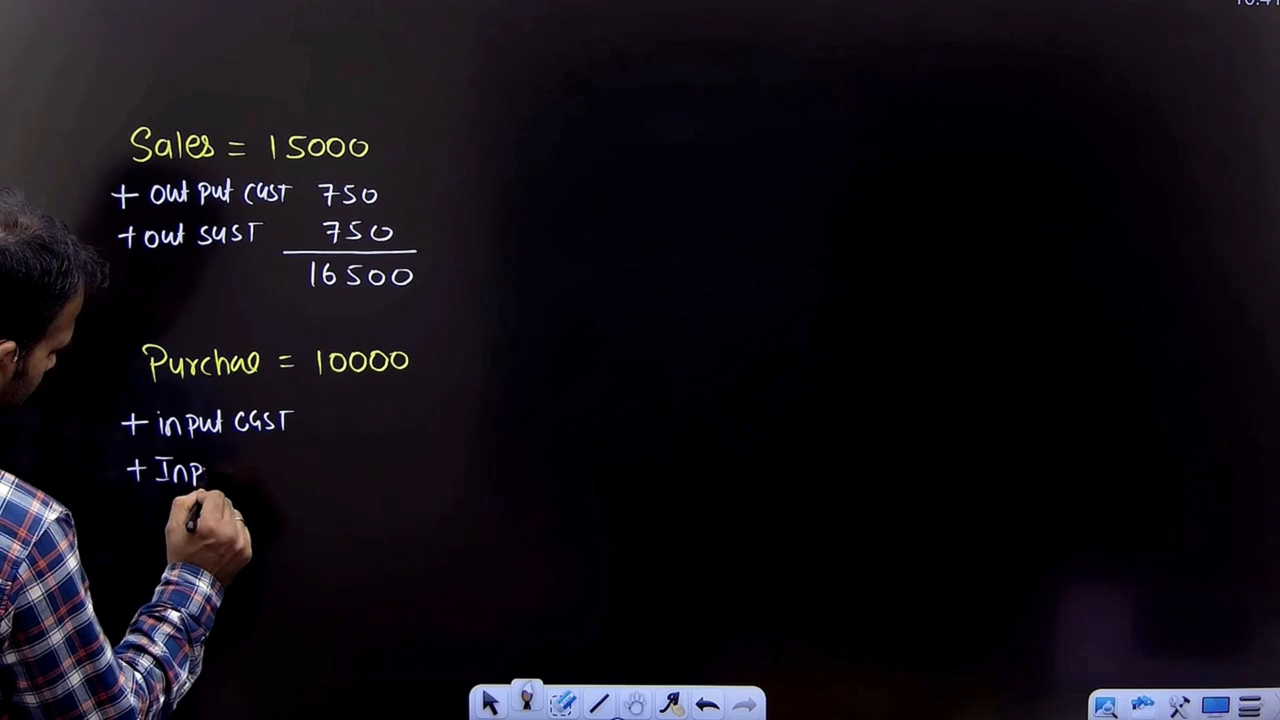 Sales = 15000
+ Out put CGST 750
+ Out SGST 750
16500
Purchae = 10000
+ input CGST
+ Inp